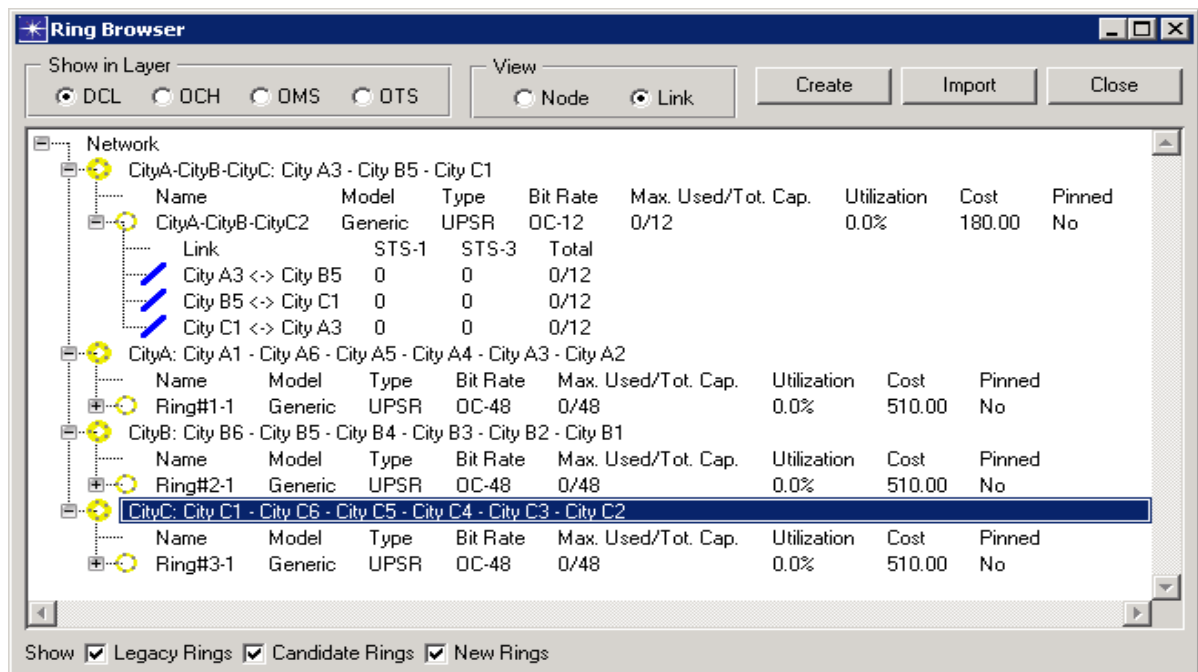 Ring Browser
Show in Layer View
DCL OCH OMS OTS Node Link Create Import Close
Network
CityA-CityB-CityC: City A3 - City B5 - City C1
Name Model Type Bit Rate Max. Used/Tot. Cap. Utilization Cost Pinned
CityA-CityB-CityC2 Generic UPSR OC-12 0/12 0.0% 180.00 No
Link STS-1 STS-3 Total
City A3 <-> City B5 0 0 0/12
City B5 <-> City C1 0 0 0/12
City C1 <-> City A3 0 0 0/12
CityA: City A1 - City A6 - City A5 - City A4 - City A3 - City A2
Name Model Type Bit Rate Max. Used/Tot. Cap. Utilization Cost Pinned
Ring#1-1 Generic UPSR OC-48 0/48 0.0% 510.00 No
CityB: City B6 - City B5 - City B4 - City B3 - City B2 - City B1
Name Model Type Bit Rate Max. Used/Tot. Cap. Utilization Cost Pinned
Ring#2-1 Generic UPSR OC-48 0/48 0.0% 510.00 No
CityC: City C1 - City C6 - City C5 - City C4 - City C3 - City C2
Name Model Type Bit Rate Max. Used/Tot. Cap. Utilization Cost Pinned
Ring#3-1 Generic UPSR OC-48 0/48 0.0% 510.00 No
Show Legacy Rings Candidate Rings New Rings